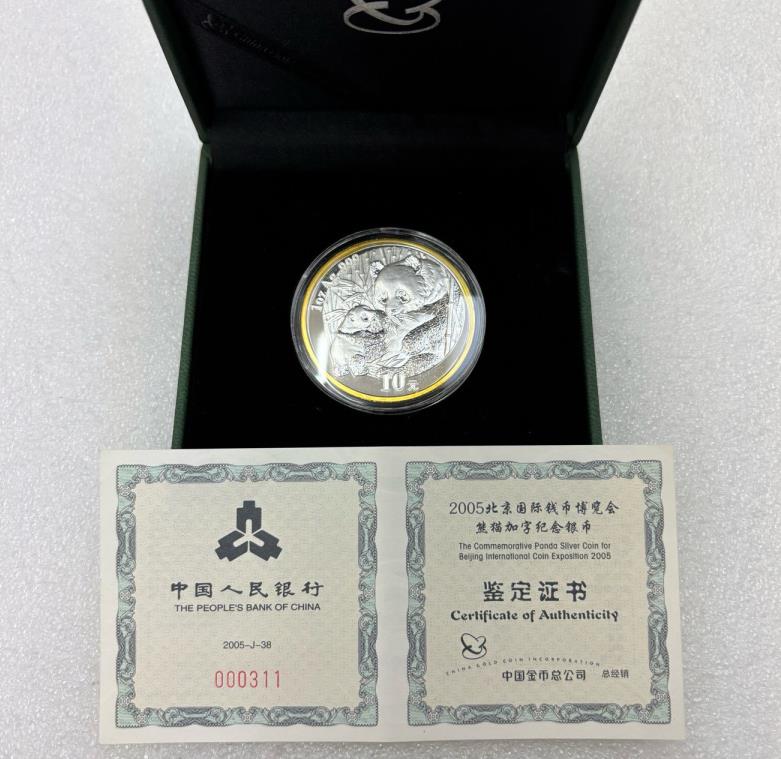 1oz Ag .999
10元
中国人民银行
THE PEOPLE'S BANK OF CHINA
2005-J-38
000311
2005北京国际钱币博览会
熊猫加字纪念银币
The Commemorative Panda Silver Coin for
Beijing International Coin Exposition 2005
鉴定证书
Certificate of Authenticity
CHINA GOLD COIN INCORPORATION
中国金币总公司 总经销